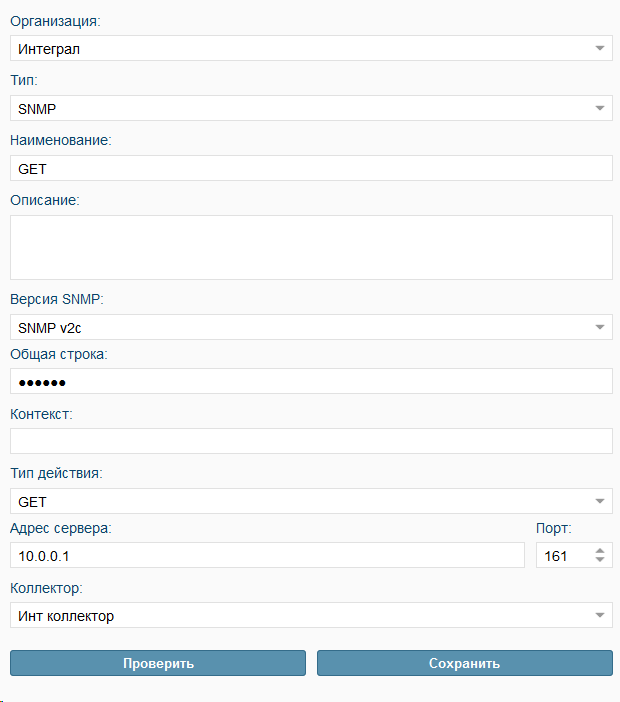 Организация:
Интеграл
Тип:
SNMP
Наименование:
GET
Описание:
Версия SNMP:
SNMP v2c
Общая строка:
●●●●●●
Контекст:
Тип действия:
GET
Адрес сервера: Порт:
10.0.0.1 161
Коллектор:
Инт коллектор
Проверить Сохранить